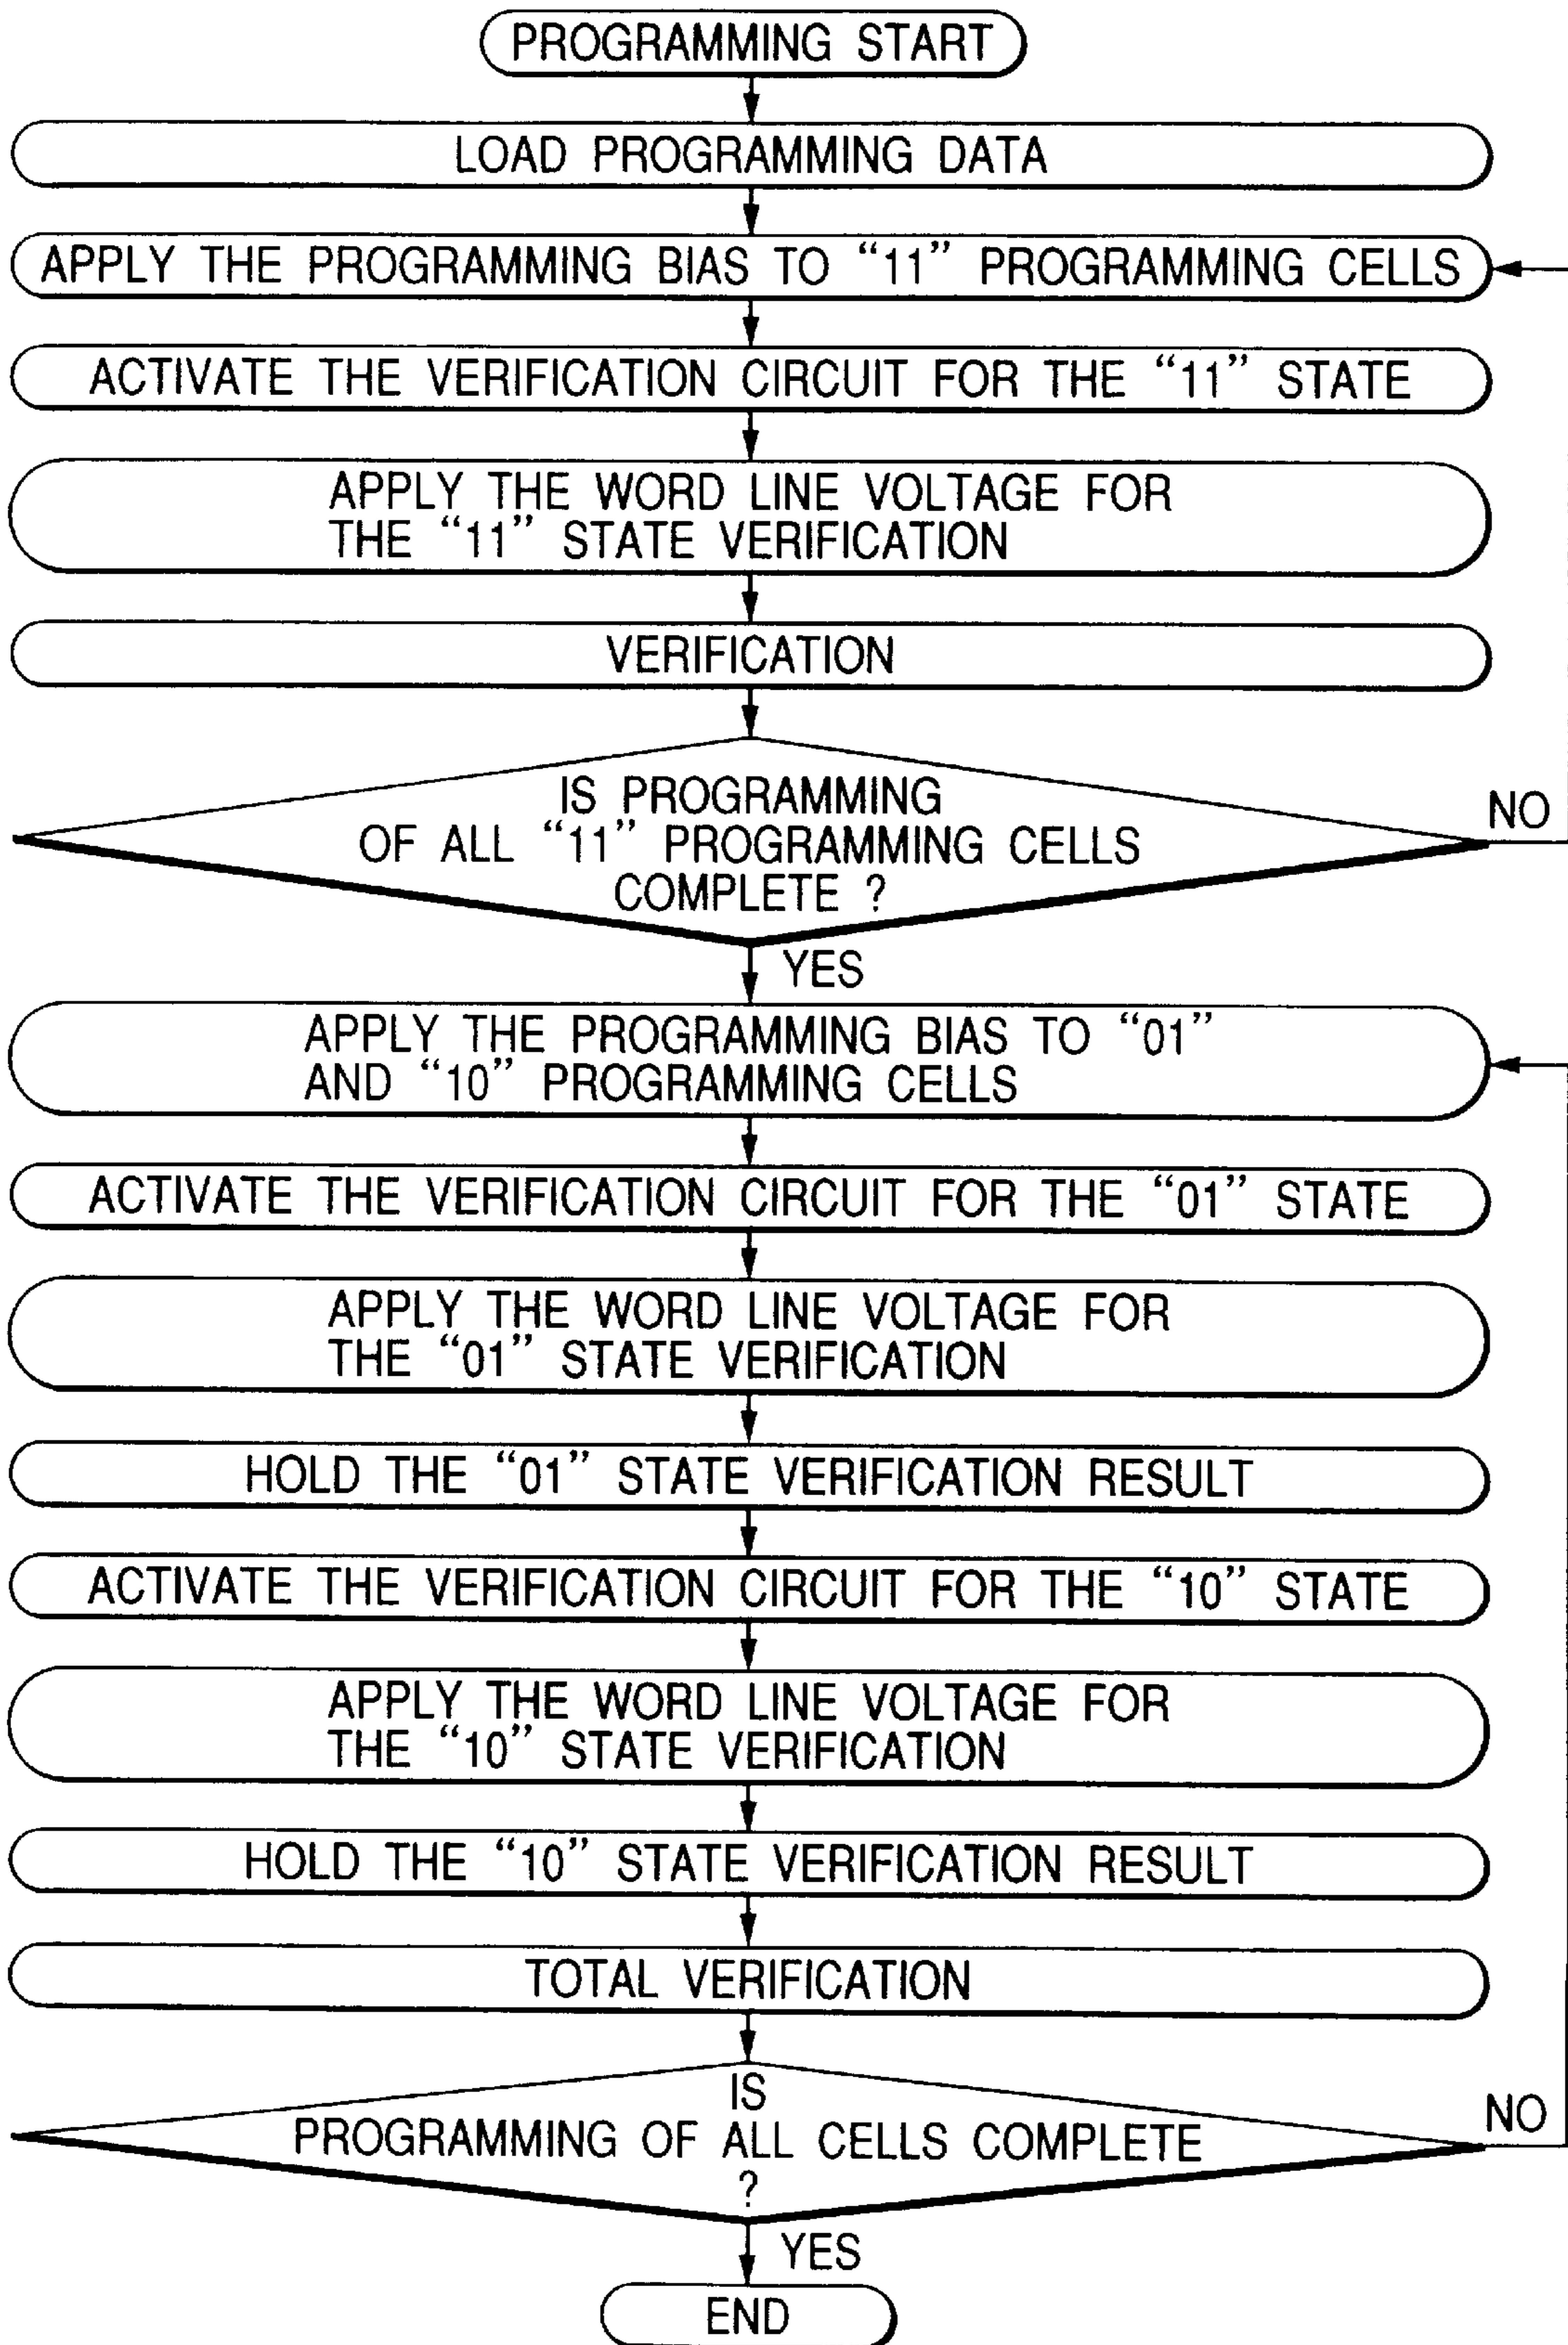 PROGRAMMING START
LOAD PROGRAMMING DATA
APPLY THE PROGRAMMING BIAS TO “11” PROGRAMMING CELLS
ACTIVATE THE VERIFICATION CIRCUIT FOR THE “11” STATE
APPLY THE WORD LINE VOLTAGE FOR
THE “11” STATE VERIFICATION
VERIFICATION
IS PROGRAMMING
OF ALL “11” PROGRAMMING CELLS
COMPLETE ?
NO
YES
APPLY THE PROGRAMMING BIAS TO “01”
AND “10” PROGRAMMING CELLS
ACTIVATE THE VERIFICATION CIRCUIT FOR THE “01” STATE
APPLY THE WORD LINE VOLTAGE FOR
THE “01” STATE VERIFICATION
HOLD THE “01” STATE VERIFICATION RESULT
ACTIVATE THE VERIFICATION CIRCUIT FOR THE “10” STATE
APPLY THE WORD LINE VOLTAGE FOR
THE “10” STATE VERIFICATION
HOLD THE “10” STATE VERIFICATION RESULT
TOTAL VERIFICATION
IS
PROGRAMMING OF ALL CELLS COMPLETE
?
NO
YES
END